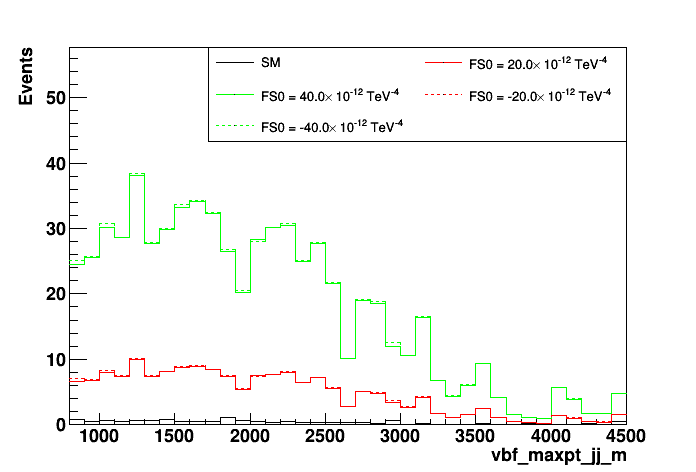 Events
SM
FS0 = 20.0× 10^-12 TeV^-4
FS0 = 40.0× 10^-12 TeV^-4
FS0 = -20.0× 10^-12 TeV^-4
FS0 = -40.0× 10^-12 TeV^-4
50
40
30
20
10
0
1000 1500 2000 2500 3000 3500 4000 4500
vbf_maxpt_jj_m